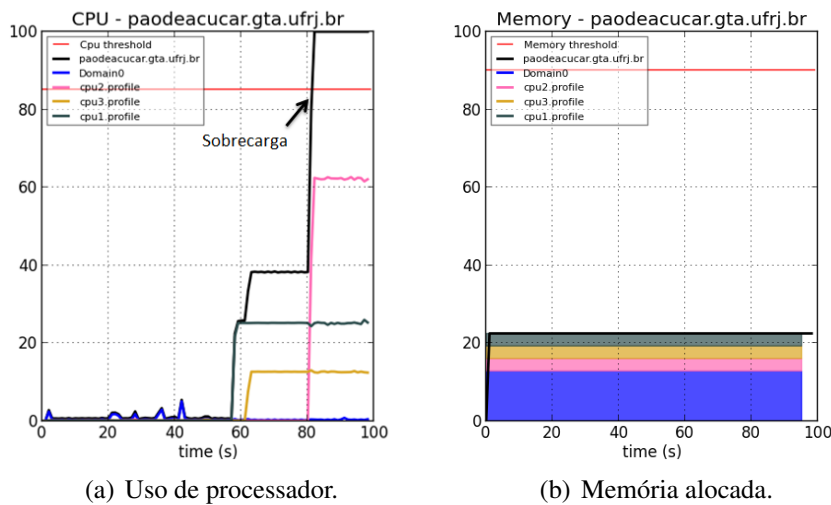 CPU - paodeacucar.gta.ufrj.br
100
80
60
40
20
0
Cpu threshold
paodeacucar.gta.ufrj.br
Domain0
cpu2.profile
cpu3.profile
cpu1.profile
Sobrecarga
0 20 40 60 80 100
time (s)
(a) Uso de processador.
Memory - paodeacucar.gta.ufrj.br
100
80
60
40
20
0
Memory threshold
paodeacucar.gta.ufrj.br
Domain0
cpu2.profile
cpu3.profile
cpu1.profile
0 20 40 60 80 100
time (s)
(b) Memória alocada.